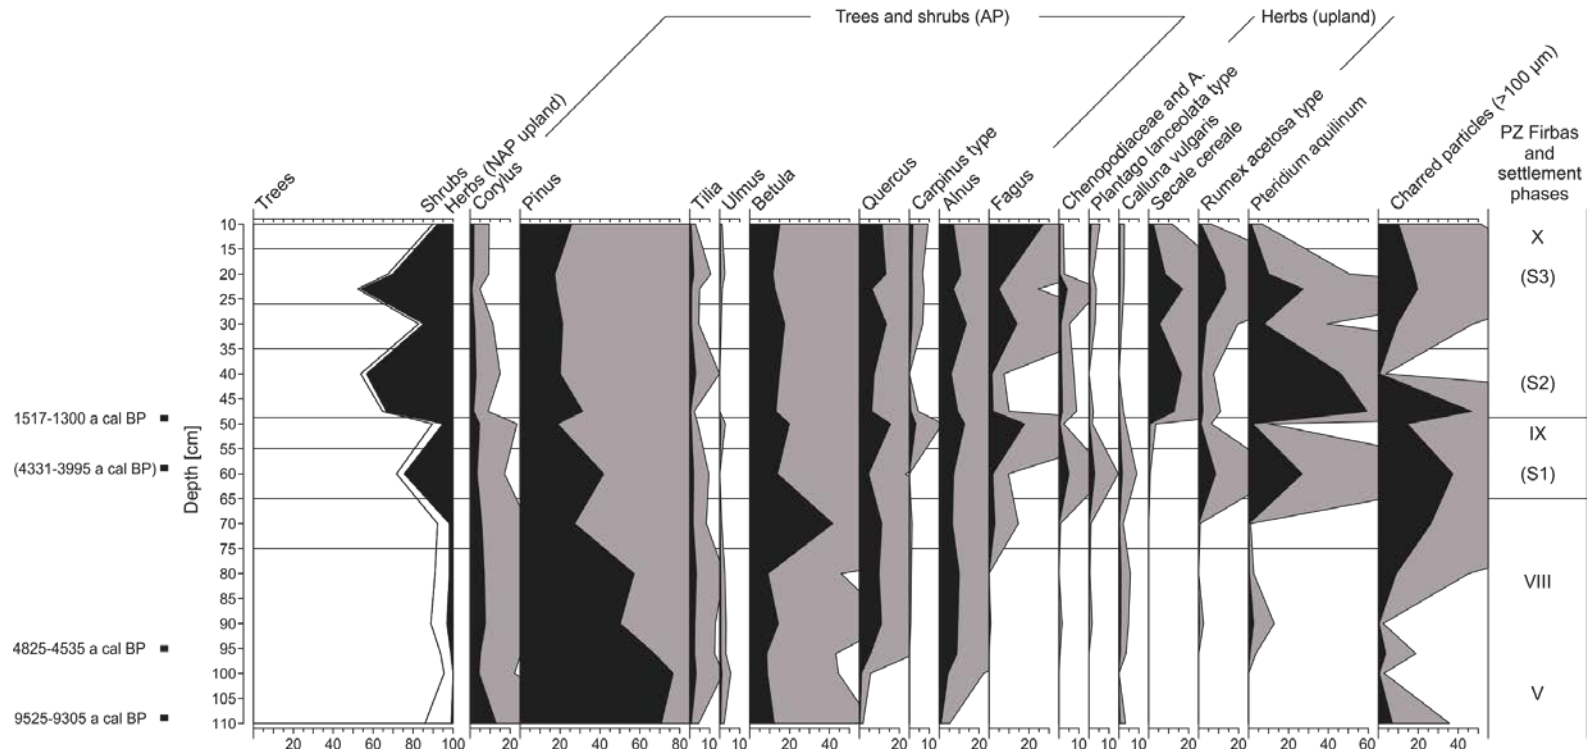 Trees and shrubs (AP)
Herbs (upland)
Trees
Shrubs
Herbs (NAP upland)
Corylus
Pinus
Tilia
Ulmus
Betula
Quercus
Carpinus type
Alnus
Fagus
Chenopodiaceae and A.
Plantago lanceolata type
Calluna vulgaris
Secale cereale
Rumex acetosa type
Pteridium aquilinum
Charred particles (>100 µm)
PZ Firbas
and
settlement
phases
Depth [cm]
10
15
20
25
30
35
40
45
50
55
60
65
70
75
80
85
90
95
100
105
110
1517-1300 a cal BP
(4331-3995 a cal BP)
4825-4535 a cal BP
9525-9305 a cal BP
X
(S3)
(S2)
IX
(S1)
VIII
V
20 40 60 80 100 20 20 40 60 80 10 20 40 20 10 20 20 10 10 10 20 20 20 40 60 20 40